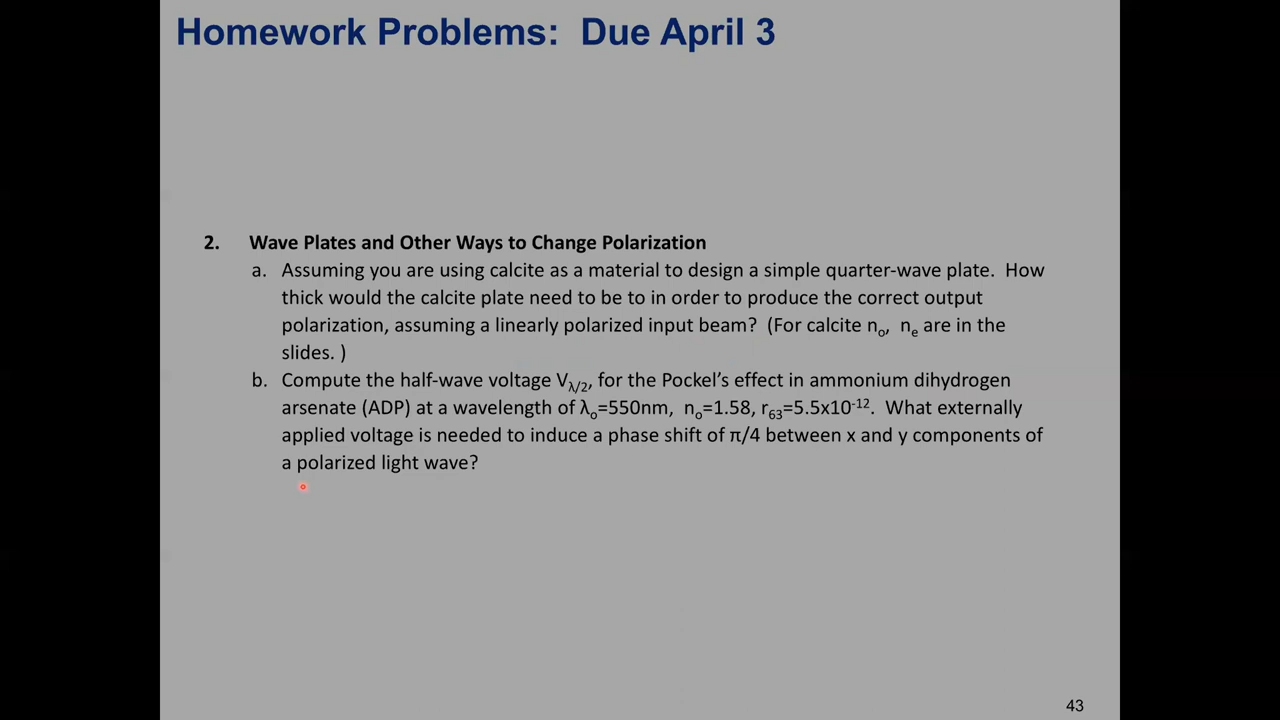 Homework Problems: Due April 3
2. Wave Plates and Other Ways to Change Polarization
a. Assuming you are using calcite as a material to design a simple quarter-wave plate. How
thick would the calcite plate need to be to in order to produce the correct output
polarization, assuming a linearly polarized input beam? (For calcite nₒ, nₑ are in the
slides. )
b. Compute the half-wave voltage V_λ/2, for the Pockel's effect in ammonium dihydrogen
arsenate (ADP) at a wavelength of λₒ=550nm, nₒ=1.58, r₆₃=5.5x10⁻¹². What externally
applied voltage is needed to induce a phase shift of π/4 between x and y components of
a polarized light wave?
43